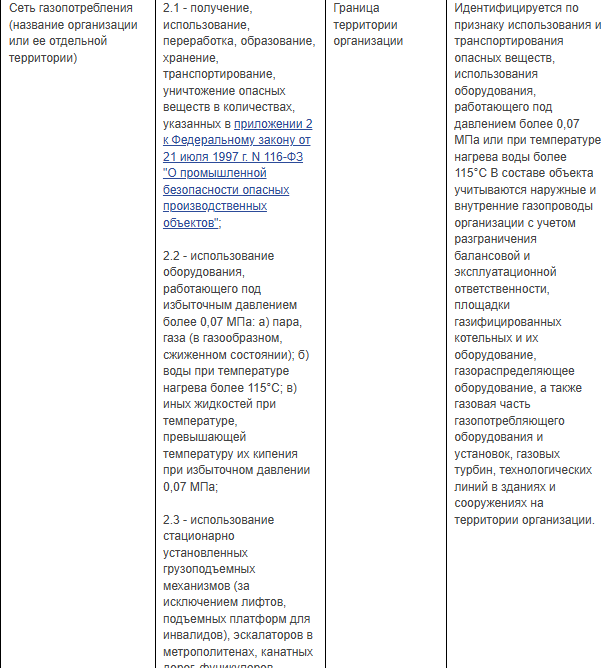 Сеть газопотребления
(название организации
или ее отдельной
территории)
2.1 - получение,
использование,
переработка, образование,
хранение,
транспортирование,
уничтожение опасных
веществ в количествах,
указанных в приложении 2
к Федеральному закону от
21 июля 1997 г. N 116-ФЗ
"О промышленной
безопасности опасных
производственных
объектов";
2.2 - использование
оборудования,
работающего под
избыточным давлением
более 0,07 МПа: а) пара,
газа (в газообразном,
сжиженном состоянии); б)
воды при температуре
нагрева более 115°C; в)
иных жидкостей при
температуре,
превышающей
температуру их кипения
при избыточном давлении
0,07 МПа;
2.3 - использование
стационарно
установленных
грузоподъемных
механизмов (за
исключением лифтов,
подъемных платформ для
инвалидов), эскалаторов в
метрополитенах, канатных
дорог, фуникулеров
Граница
территории
организации
Идентифицируется по
признаку использования и
транспортирования
опасных веществ,
использования
оборудования,
работающего под
давлением более 0,07
МПа или при температуре
нагрева воды более
115°C В составе объекта
учитываются наружные и
внутренние газопроводы
организации с учетом
разграничения
балансовой и
эксплуатационной
ответственности,
площадки
газифицированных
котельных и их
оборудование,
газораспределяющее
оборудование, а также
газовая часть
газопотребляющего
оборудования и
установок, газовых
турбин, технологических
линий в зданиях и
сооружениях на
территории организации.